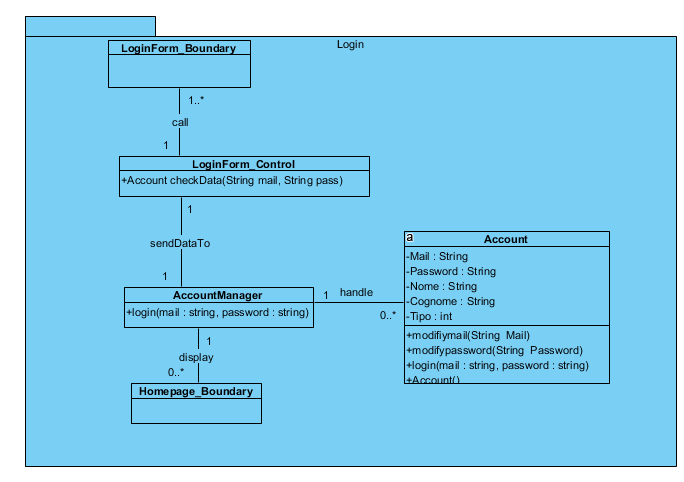 Login
LoginForm_Boundary
1..*
call
1
LoginForm_Control
+Account checkData(String mail, String pass)
1
sendDataTo
1
AccountManager
+login(mail : string, password : string)
1
handle
0..*
a
Account
-Mail : String
-Password : String
-Nome : String
-Cognome : String
-Tipo : int
+modifiymail(String Mail)
+modifypassword(String Password)
+login(mail : string, password : string)
+Account()
1
display
0..*
Homepage_Boundary